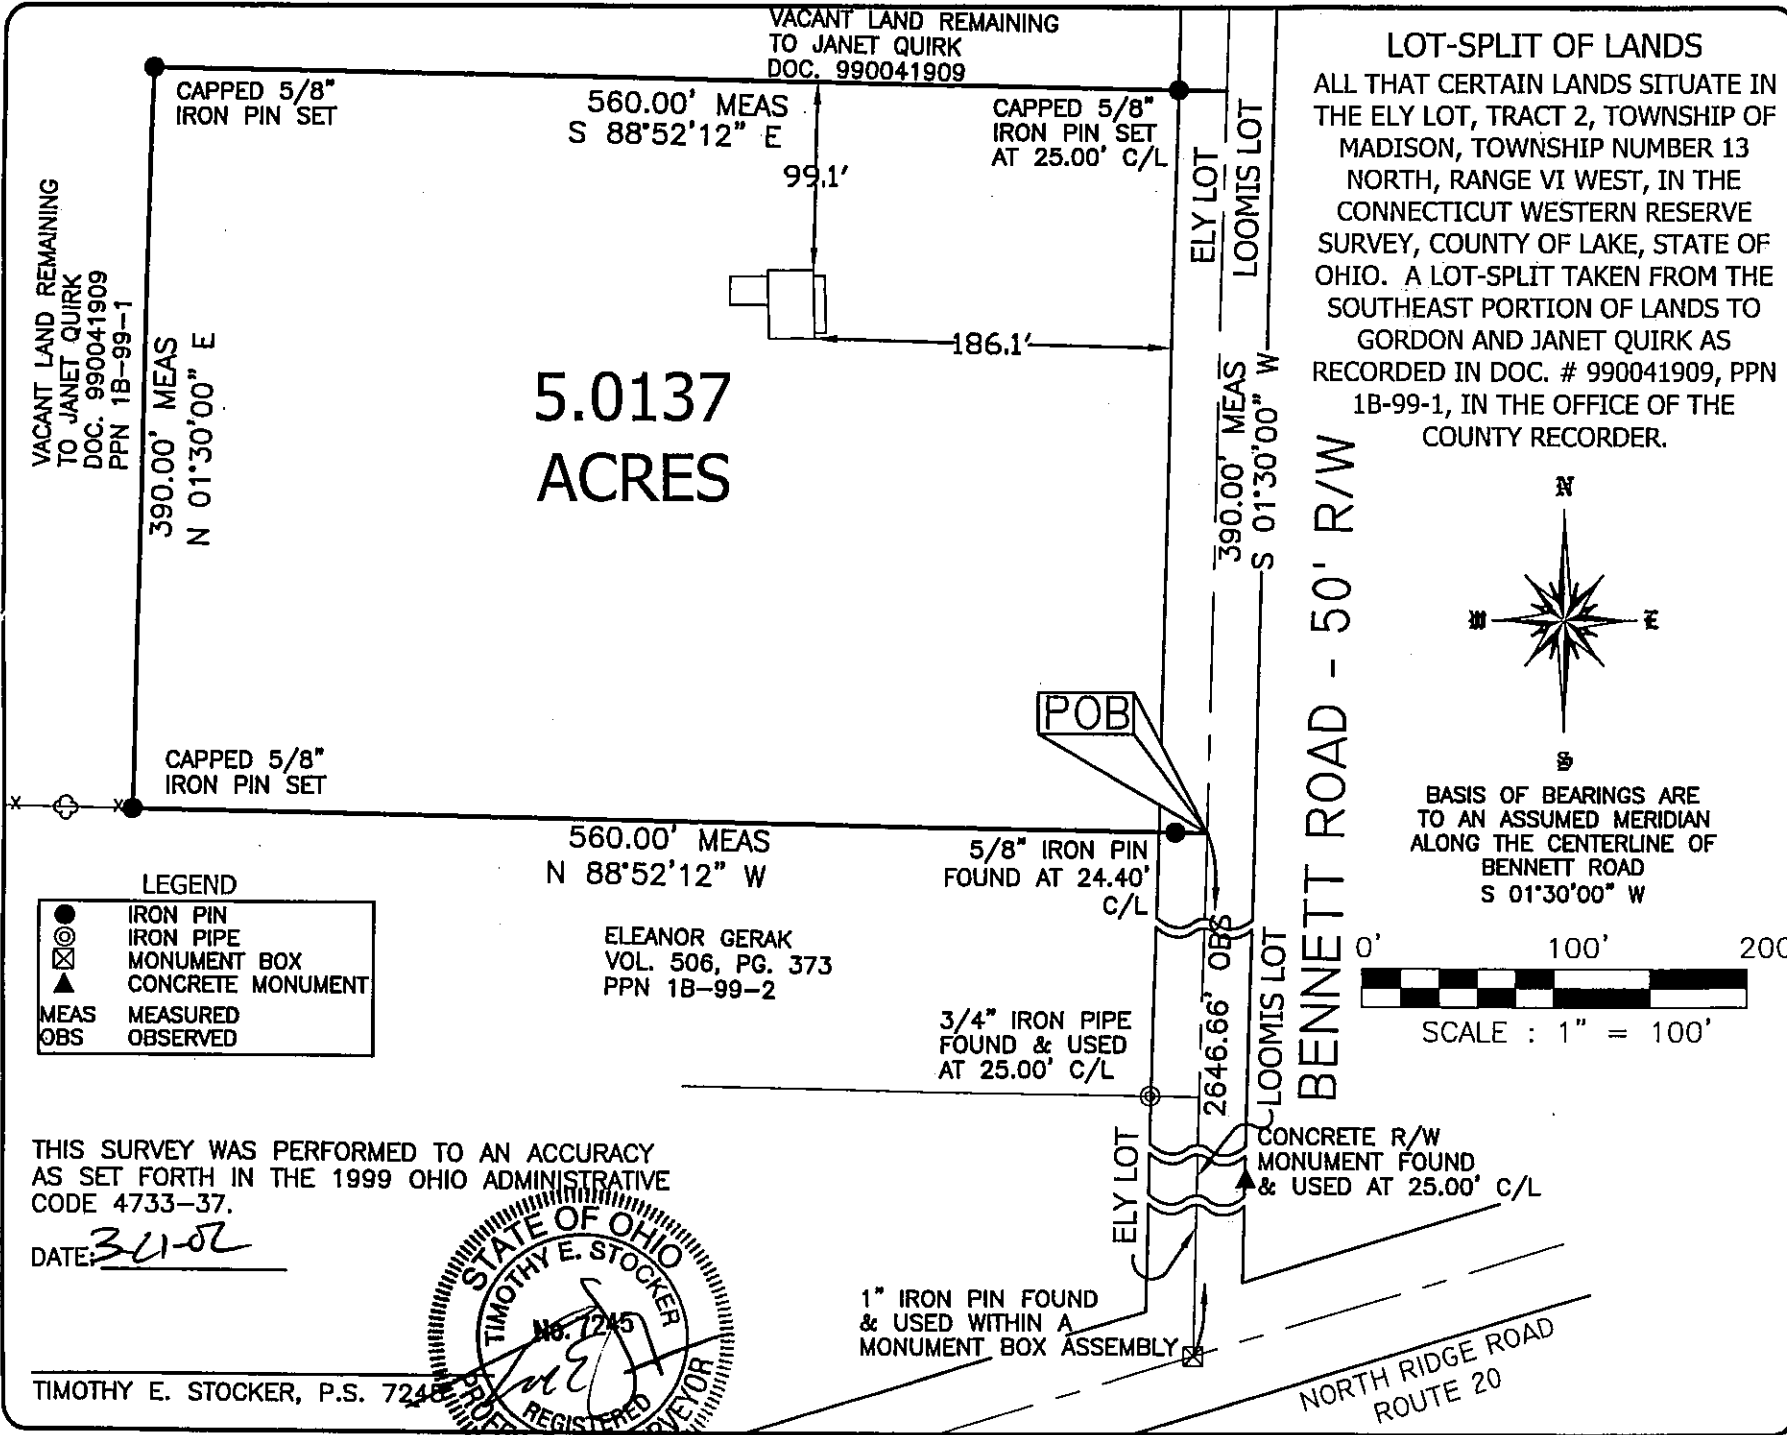 VACANT LAND REMAINING
TO JANET QUIRK
DOC. 990041909
CAPPED 5/8"
IRON PIN SET
560.00' MEAS
S 88°52'12" E
CAPPED 5/8"
IRON PIN SET
AT 25.00' C/L
99.1'
186.1'
VACANT LAND REMAINING
TO JANET QUIRK
DOC. 990041909
PPN 1B-99-1
390.00' MEAS
N 01°30'00" E
5.0137
ACRES
ELY LOT
LOOMIS LOT
390.00' MEAS
S 01°30'00" W
BENNETT ROAD - 50' R/W
LOT-SPLIT OF LANDS
ALL THAT CERTAIN LANDS SITUATE IN
THE ELY LOT, TRACT 2, TOWNSHIP OF
MADISON, TOWNSHIP NUMBER 13
NORTH, RANGE VI WEST, IN THE
CONNECTICUT WESTERN RESERVE
SURVEY, COUNTY OF LAKE, STATE OF
OHIO. A LOT-SPLIT TAKEN FROM THE
SOUTHEAST PORTION OF LANDS TO
GORDON AND JANET QUIRK AS
RECORDED IN DOC. # 990041909, PPN
1B-99-1, IN THE OFFICE OF THE
COUNTY RECORDER.
N
W
E
S
BASIS OF BEARINGS ARE
TO AN ASSUMED MERIDIAN
ALONG THE CENTERLINE OF
BENNETT ROAD
S 01°30'00" W
0' 100' 200
SCALE : 1" = 100'
POB
CAPPED 5/8"
IRON PIN SET
X X
560.00' MEAS
N 88°52'12" W
5/8" IRON PIN
FOUND AT 24.40'
C/L
LEGEND
IRON PIN
IRON PIPE
MONUMENT BOX
CONCRETE MONUMENT
MEAS MEASURED
OBS OBSERVED
ELEANOR GERAK
VOL. 506, PG. 373
PPN 1B-99-2
2646.66' OBS
LOOMIS LOT
3/4" IRON PIPE
FOUND & USED
AT 25.00' C/L
ELY LOT
CONCRETE R/W
MONUMENT FOUND
& USED AT 25.00' C/L
1" IRON PIN FOUND
& USED WITHIN A
MONUMENT BOX ASSEMBLY
NORTH RIDGE ROAD
ROUTE 20
THIS SURVEY WAS PERFORMED TO AN ACCURACY
AS SET FORTH IN THE 1999 OHIO ADMINISTRATIVE
CODE 4733-37.
DATE:
STATE OF OHIO
TIMOTHY E. STOCKER
No. 7245
REGISTERED
TIMOTHY E. STOCKER, P.S. 7245